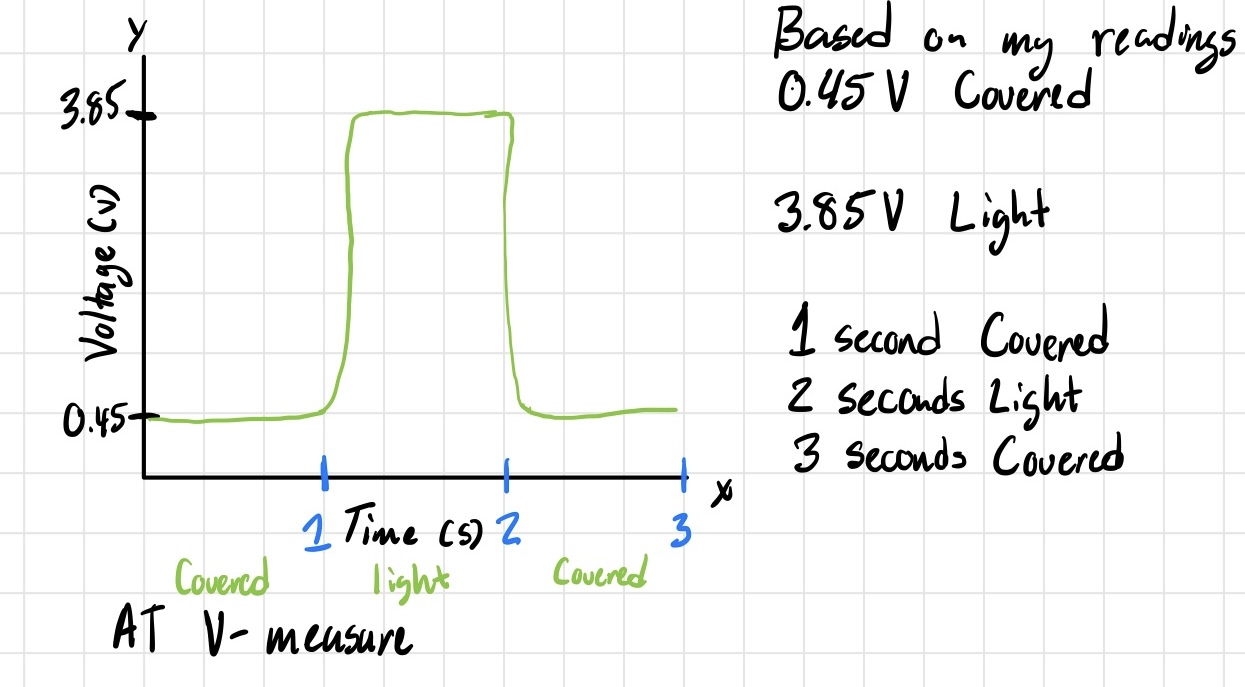 Y
3.85
Voltage (v)
0.45
x
1 Time (s) 2 3
Covered light Covered
AT V-measure
Based on my readings
0.45 V Covered
3.85 V Light
1 second Covered
2 seconds Light
3 seconds Covered